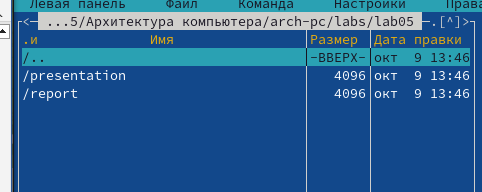 Левая панель Файл Команда Настройки Права
<— ...5/Архитектура компьютера/arch-pc/labs/lab05 —.[^]>
.и Имя Размер Дата правки
/.. -ВВЕРХ- окт 9 13:46
/presentation 4096 окт 9 13:46
/report 4096 окт 9 13:46